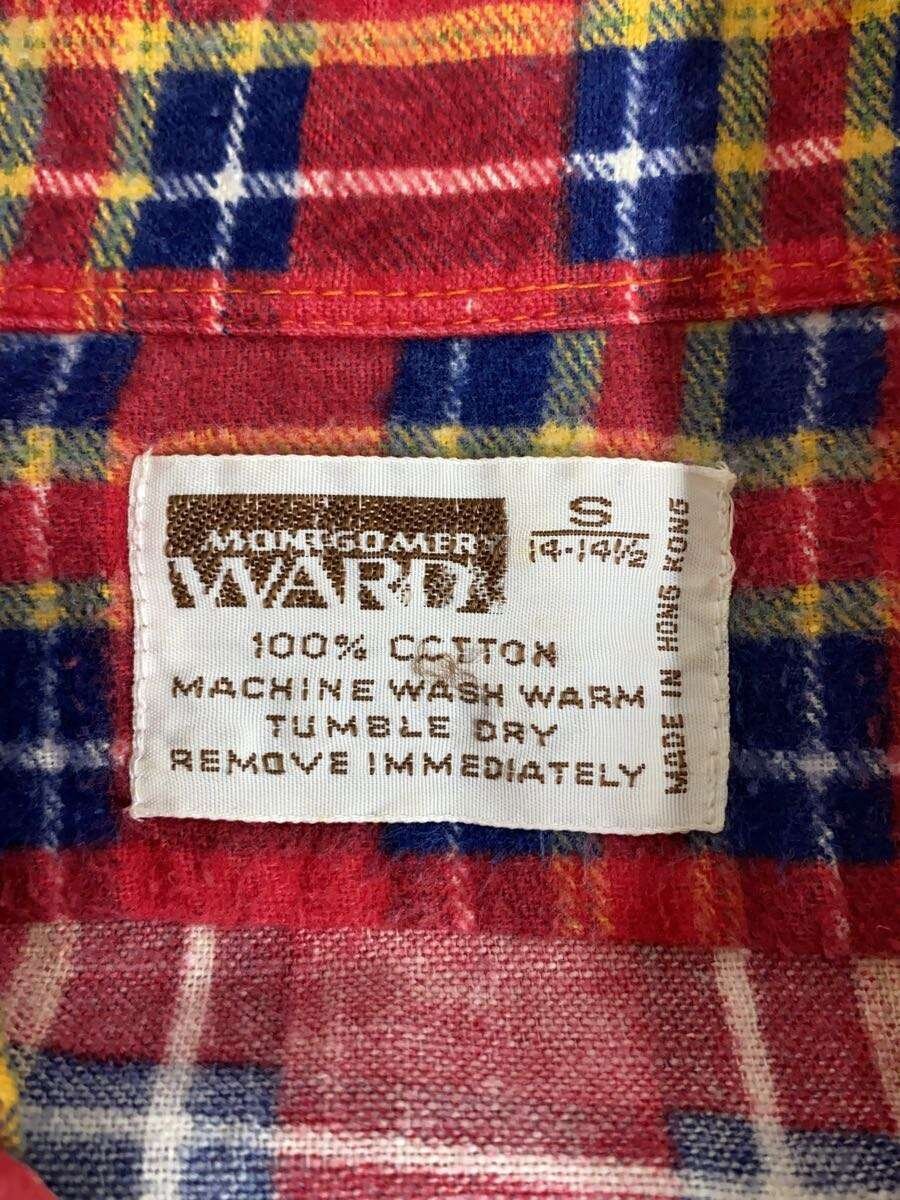 MONTGOMERY
WARD
S
14-14½
100% COTTON
MACHINE WASH WARM
TUMBLE DRY
REMOVE IMMEDIATELY
MADE IN HONG KONG